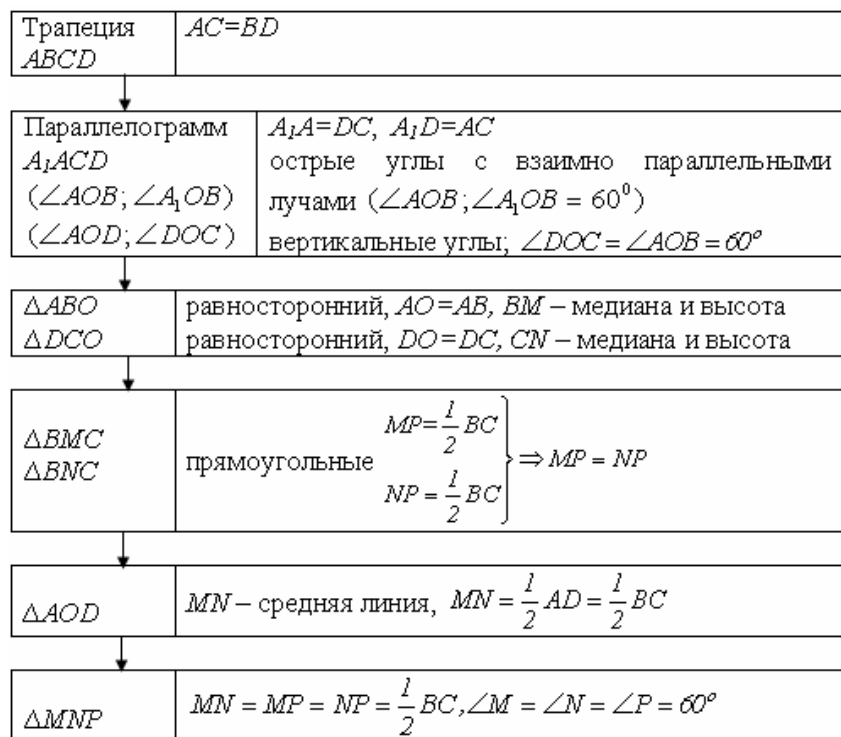 Трапеция AC=BD
ABCD
Параллелограмм A₁A=DC, A₁D=AC
A₁ACD острые углы с взаимно параллельными
(∠AOB; ∠A₁OB) лучами (∠AOB; ∠A₁OB = 60⁰)
(∠AOD; ∠DOC) вертикальные углы; ∠DOC = ∠AOB = 60°
ΔABO равносторонний, AO=AB, BM – медиана и высота
ΔDCO равносторонний, DO=DC, CN – медиана и высота
ΔBMC
ΔBNC
прямоугольные MP=1/2 BC
NP = 1/2 BC } ⇒ MP = NP
ΔAOD MN – средняя линия, MN = 1/2 AD = 1/2 BC
ΔMNP MN = MP = NP = 1/2 BC, ∠M = ∠N = ∠P = 60°